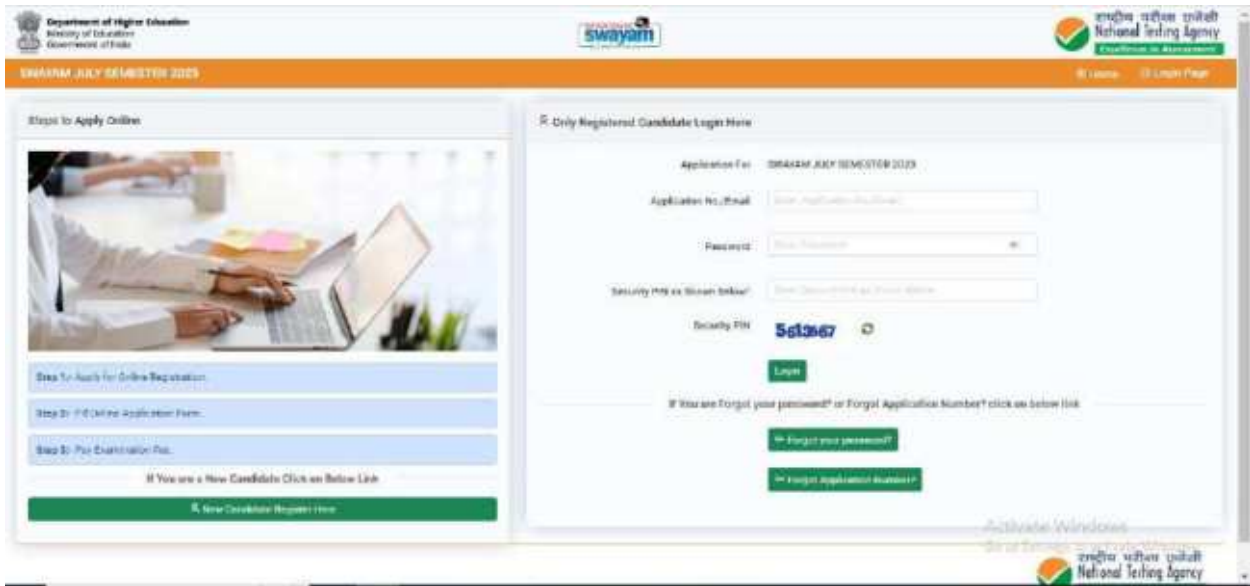 Department of Higher Education
Ministry of Education
Government of India
swayam
राष्ट्रीय परीक्षा एजेंसी
National Testing Agency
Excellence in Assessment
SWAYAM JULY SEMESTER 2023
Home
Login Page
Steps to Apply Online
Step 1:- Apply for Online Registration.
Step 2:- Fill Online Application Form.
Step 3:- Pay Examination Fee.
If You are a New Candidate Click on Below Link
New Candidate Register Here
Only Registered Candidate Login Here
Application For SWAYAM JULY SEMESTER 2023
Application No./Email
Password
Security PIN as Shown Below*
Security PIN
Login
If You are Forgot your password? or Forgot Application Number? click on below link
Forgot your password?
Forgot Application Number?
Activate Windows
राष्ट्रीय परीक्षा एजेंसी
National Testing Agency